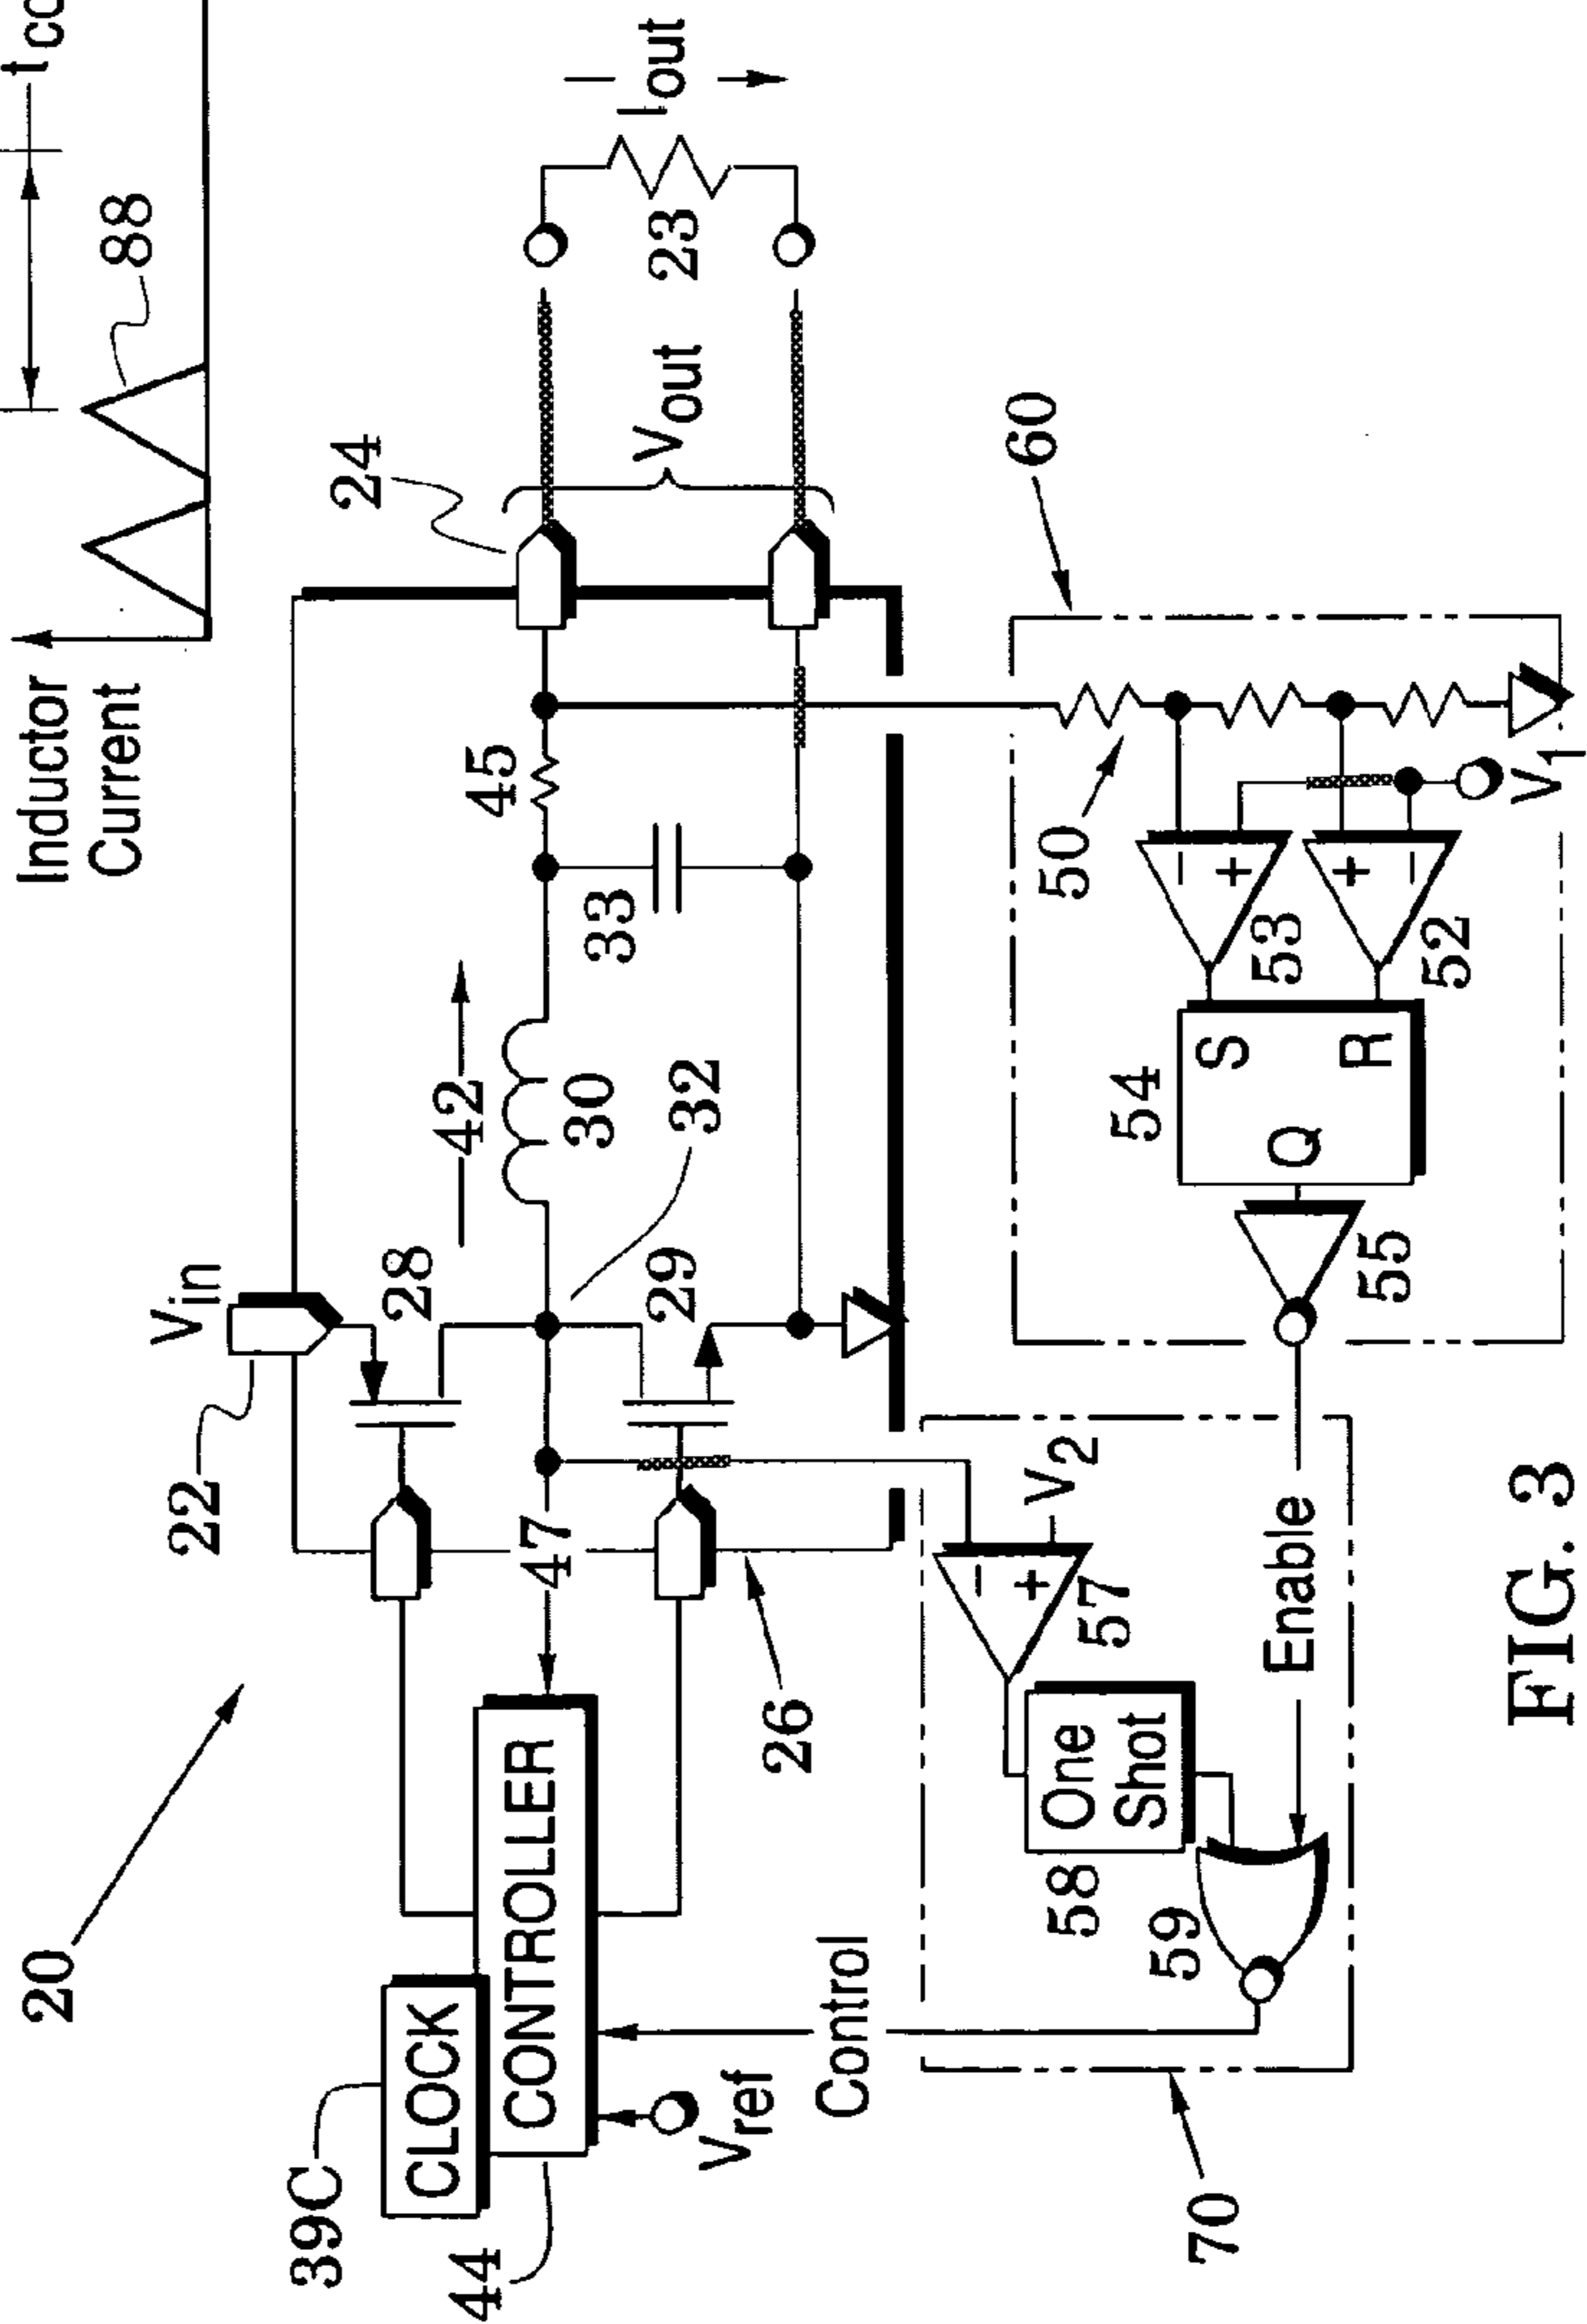 Inductor
Current
88
t co
20
39C
CLOCK
44
CONTROLLER
Vref
Control
22
Vin
28
47
42
30
32
29
26
33
45
24
Vout
23
Iout
70
59
58
One
Shot
57
V2
Enable
55
54
Q
S
R
53
52
+
−
+
−
+
−
50
60
V1
FIG. 3